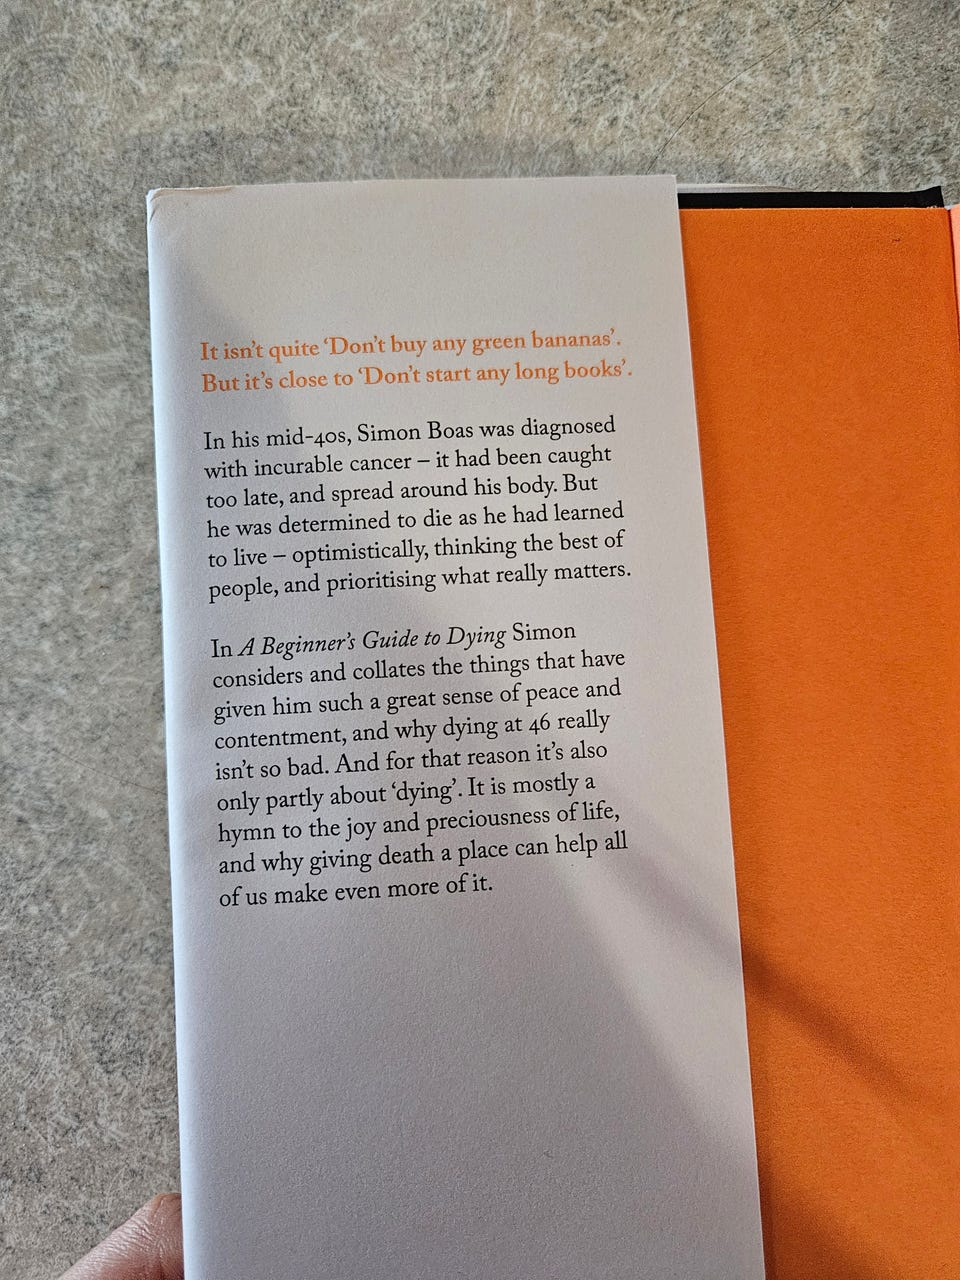 It isn't quite ‘Don't buy any green bananas’.
But it's close to ‘Don't start any long books’.
In his mid-40s, Simon Boas was diagnosed
with incurable cancer – it had been caught
too late, and spread around his body. But
he was determined to die as he had learned
to live – optimistically, thinking the best of
people, and prioritising what really matters.
In A Beginner's Guide to Dying Simon
considers and collates the things that have
given him such a great sense of peace and
contentment, and why dying at 46 really
isn't so bad. And for that reason it's also
only partly about ‘dying’. It is mostly a
hymn to the joy and preciousness of life,
and why giving death a place can help all
of us make even more of it.